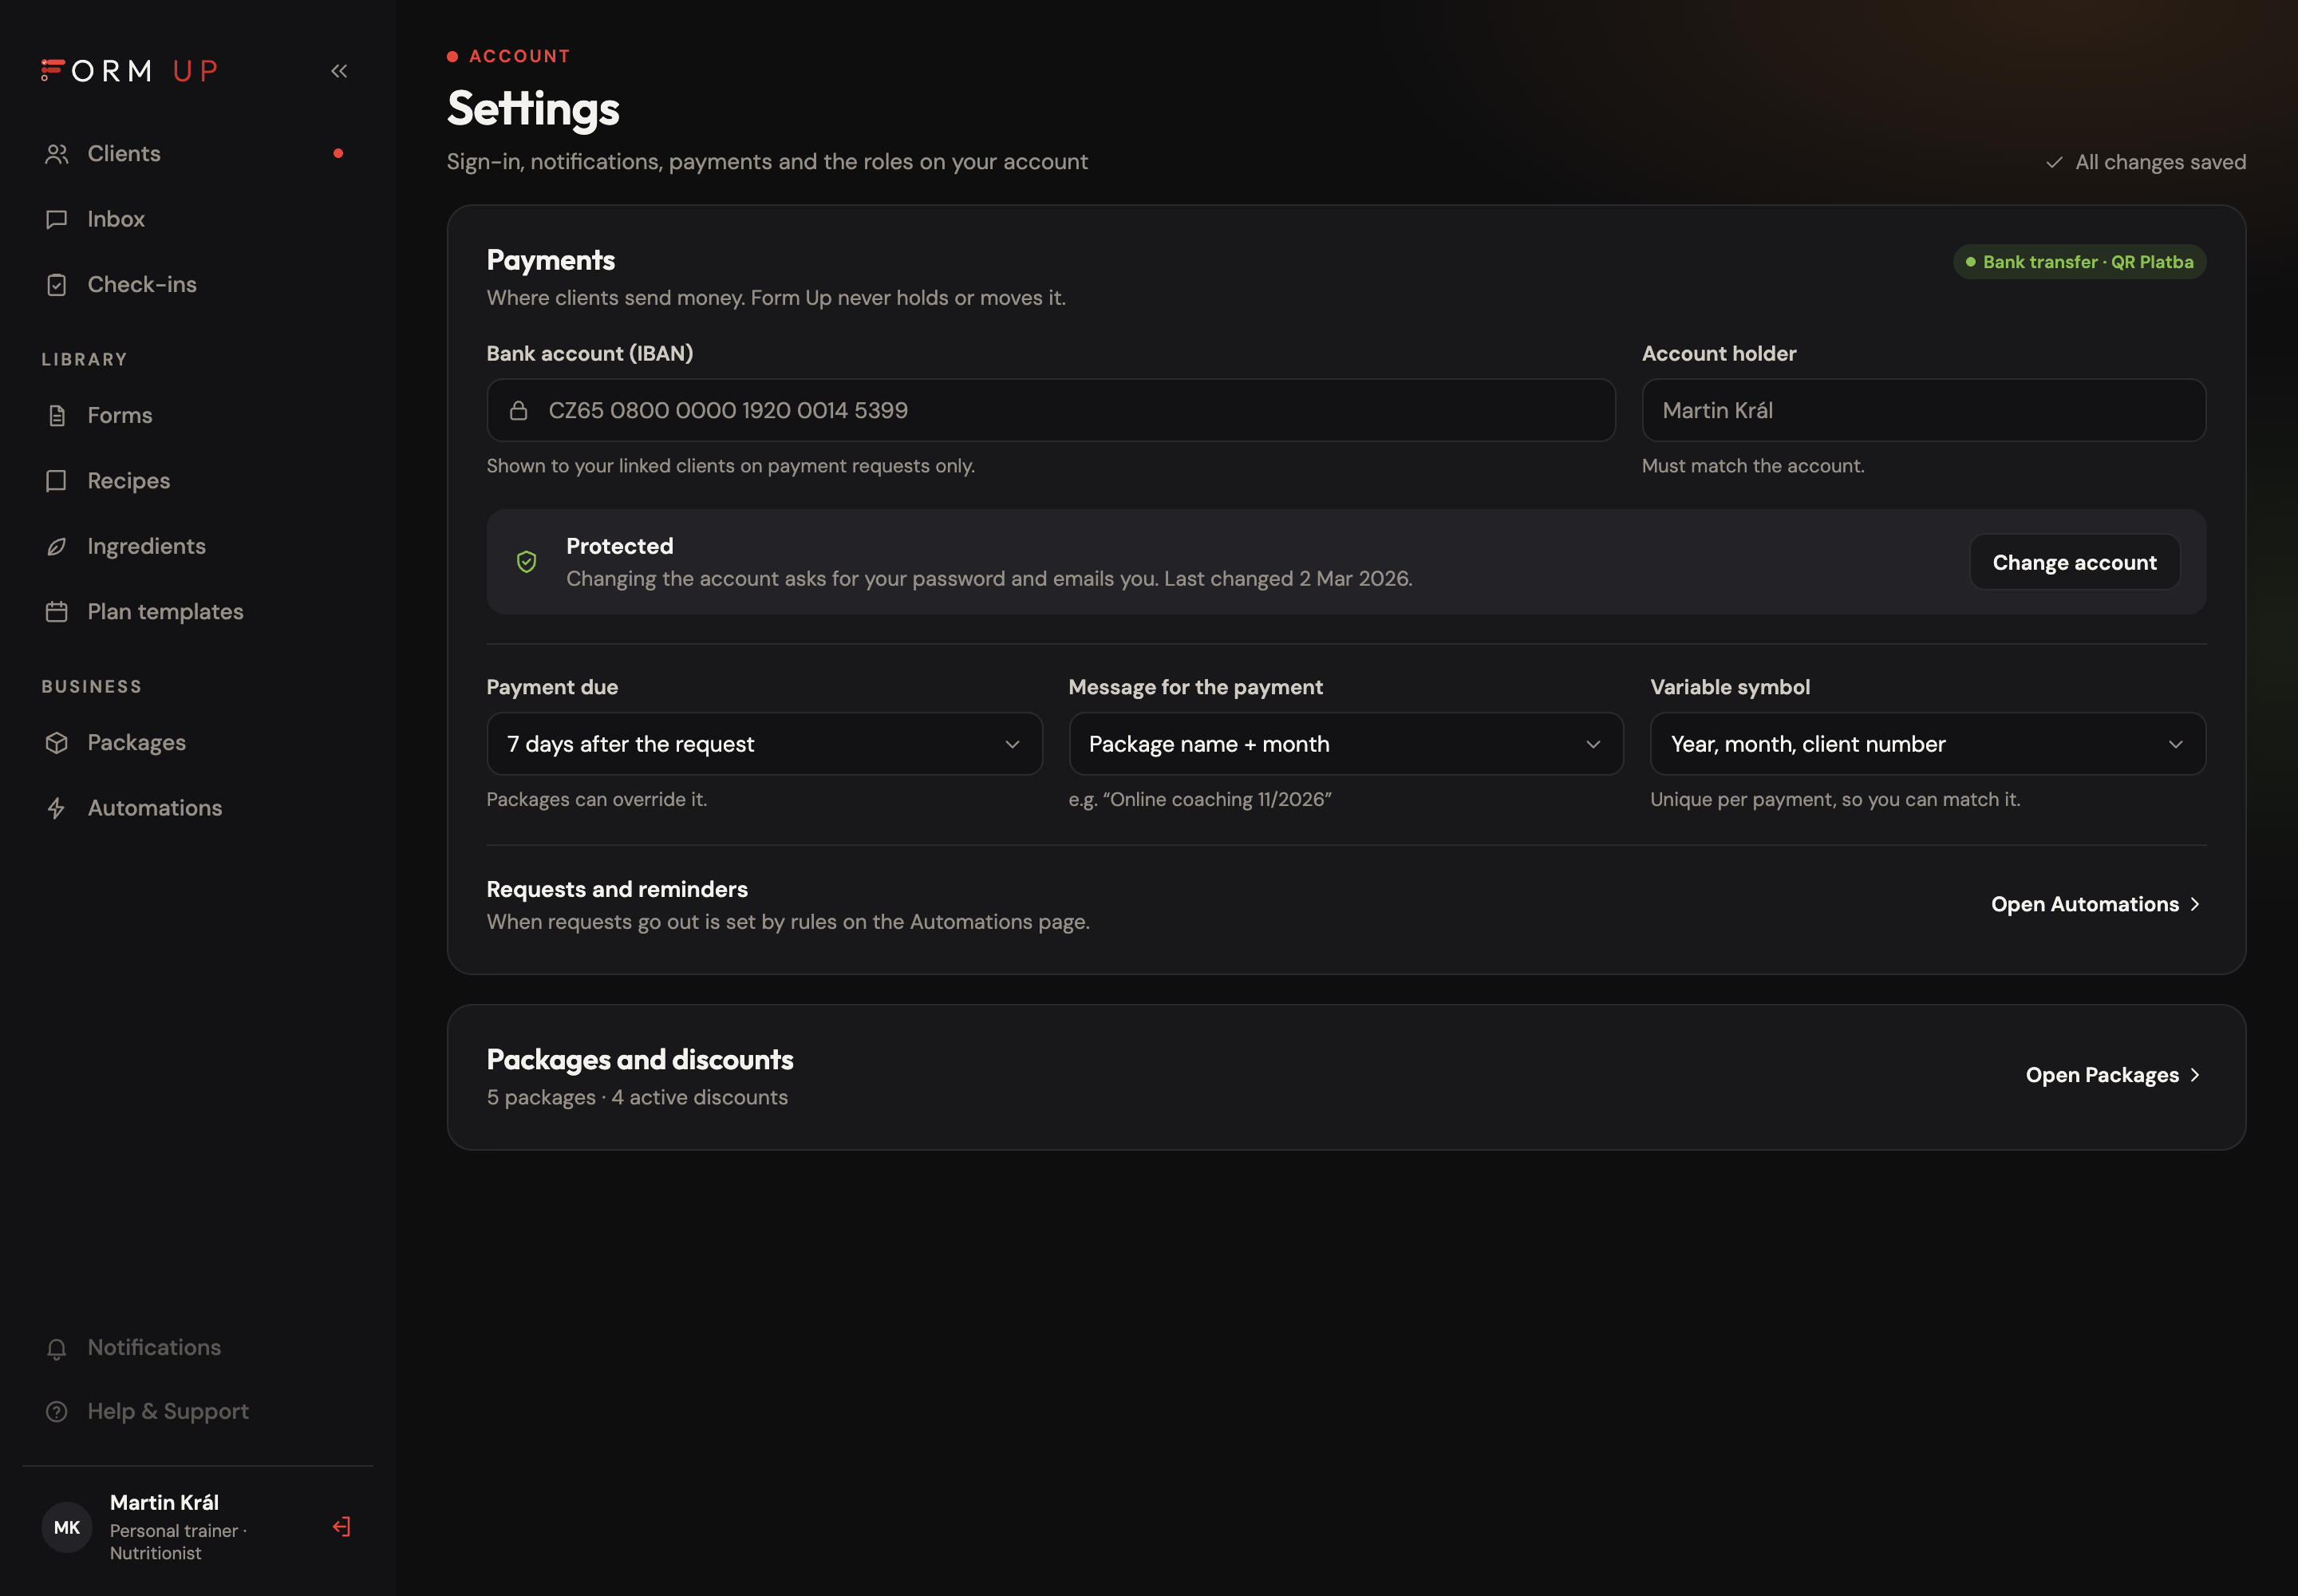 FORM UP
Clients
Inbox
Check-ins
LIBRARY
Forms
Recipes
Ingredients
Plan templates
BUSINESS
Packages
Automations
Notifications
Help & Support
MK
Martin Král
Personal trainer ·
Nutritionist
ACCOUNT
Settings
Sign-in, notifications, payments and the roles on your account
All changes saved
Payments
Bank transfer · QR Platba
Where clients send money. Form Up never holds or moves it.
Bank account (IBAN)
Account holder
CZ65 0800 0000 1920 0014 5399
Martin Král
Shown to your linked clients on payment requests only.
Must match the account.
Protected
Changing the account asks for your password and emails you. Last changed 2 Mar 2026.
Change account
Payment due
Message for the payment
Variable symbol
7 days after the request
Package name + month
Year, month, client number
Packages can override it.
e.g. “Online coaching 11/2026”
Unique per payment, so you can match it.
Requests and reminders
When requests go out is set by rules on the Automations page.
Open Automations
Packages and discounts
5 packages · 4 active discounts
Open Packages